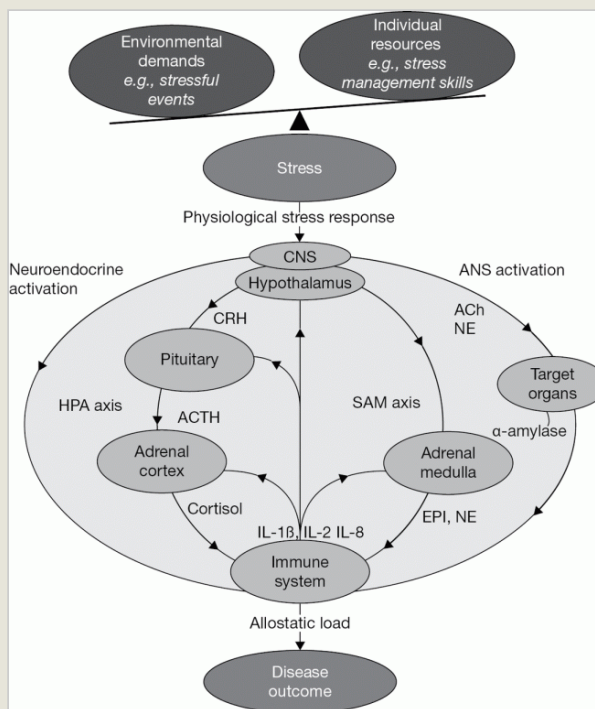 Environmental
demands
e.g., stressful
events
Individual
resources
e.g., stress
management skills
Stress
Physiological stress response
CNS
Neuroendocrine
activation
ANS activation
Hypothalamus
ACh
NE
CRH
Pituitary
Target
organs
HPA axis
SAM axis
ACTH
α-amylase
Adrenal
cortex
Adrenal
medulla
Cortisol
EPI, NE
IL-1ß, IL-2 IL-8
Immune
system
Allostatic load
Disease
outcome